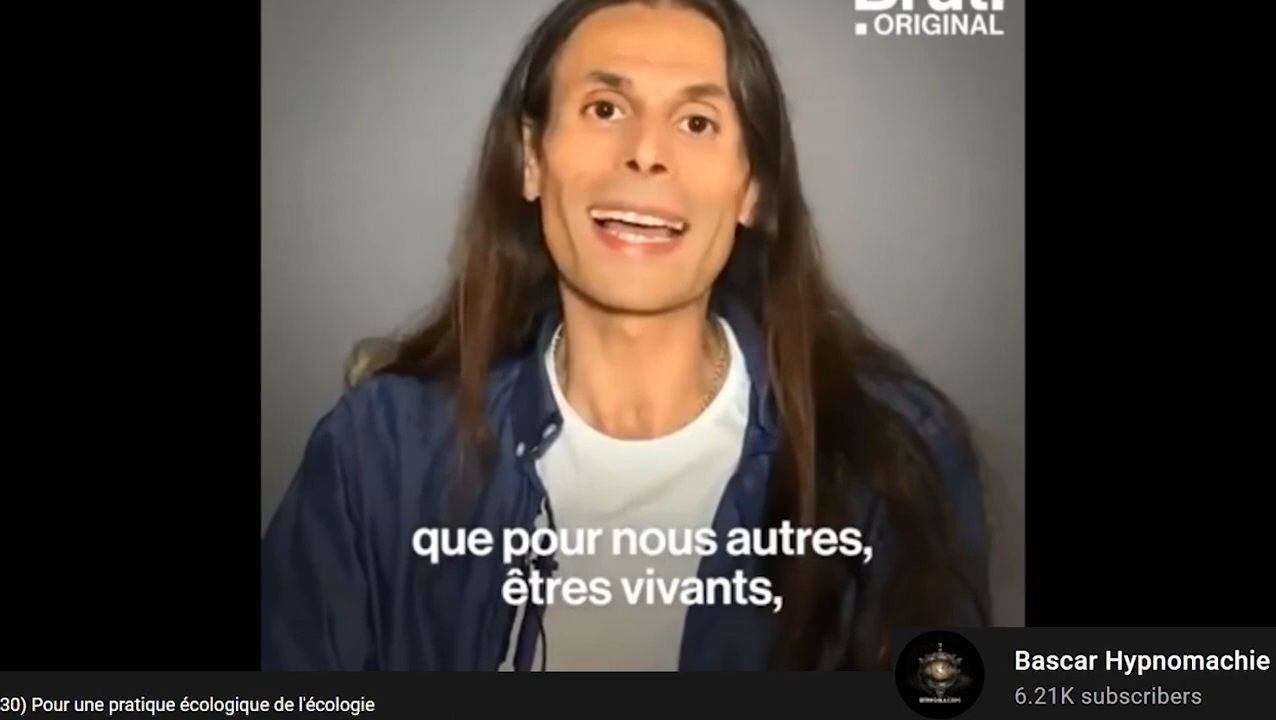 Brut.
ORIGINAL
que pour nous autres,
êtres vivants,
Bascar Hypnomachie
6.21K subscribers
30) Pour une pratique écologique de l'écologie